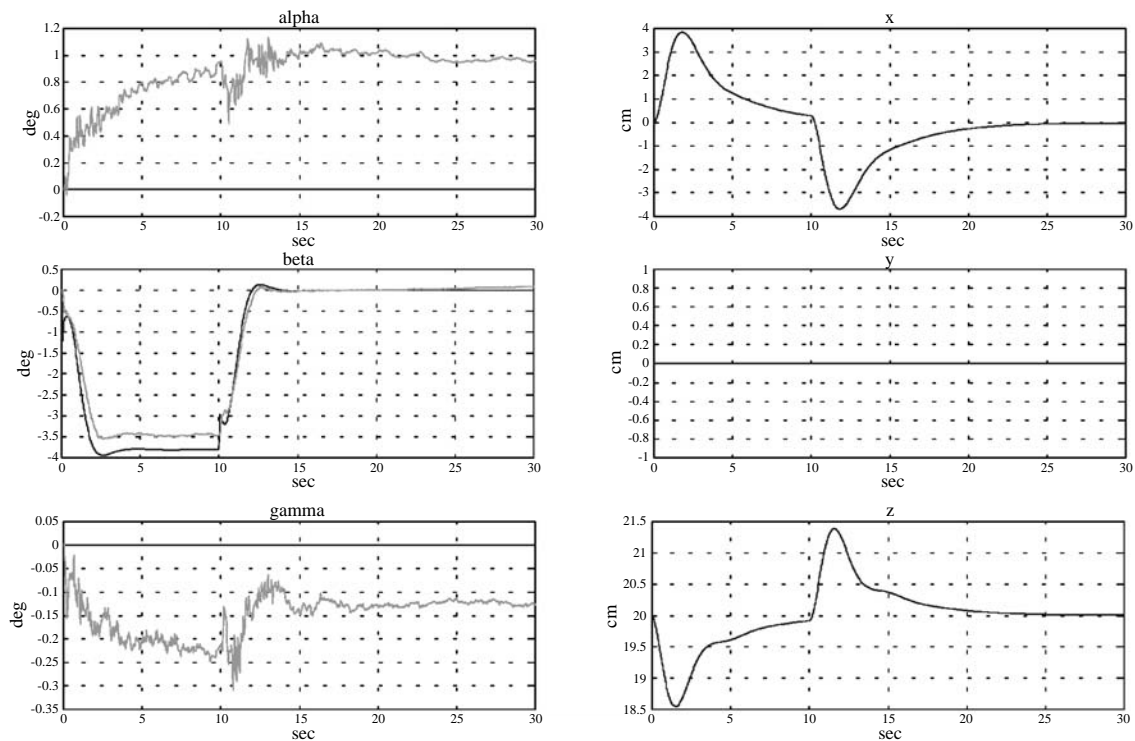 alpha
1.2
1
0.8
0.6
0.4
0.2
0
-0.2
deg
0 5 10 15 20 25 30
sec
x
4
3
2
1
0
-1
-2
-3
-4
cm
0 5 10 15 20 25 30
sec
beta
0.5
0
-0.5
-1
-1.5
-2
-2.5
-3
-3.5
-4
deg
0 5 10 15 20 25 30
sec
y
1
0.8
0.6
0.4
0.2
0
-0.2
-0.4
-0.6
-0.8
-1
cm
0 5 10 15 20 25 30
sec
gamma
0.05
0
-0.05
-0.1
-0.15
-0.2
-0.25
-0.3
-0.35
deg
0 5 10 15 20 25 30
sec
z
21.5
21
20.5
20
19.5
19
18.5
cm
0 5 10 15 20 25 30
sec